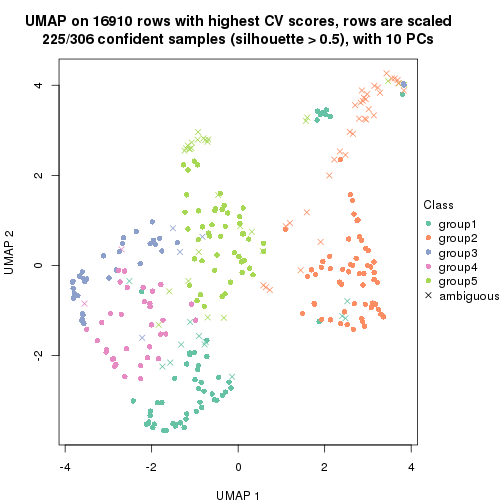 UMAP on 16910 rows with highest CV scores, rows are scaled
225/306 confident samples (silhouette > 0.5), with 10 PCs
4
2
0
-2
UMAP 2
-4
-2
0
2
4
UMAP 1
Class
group1
group2
group3
group4
group5
ambiguous